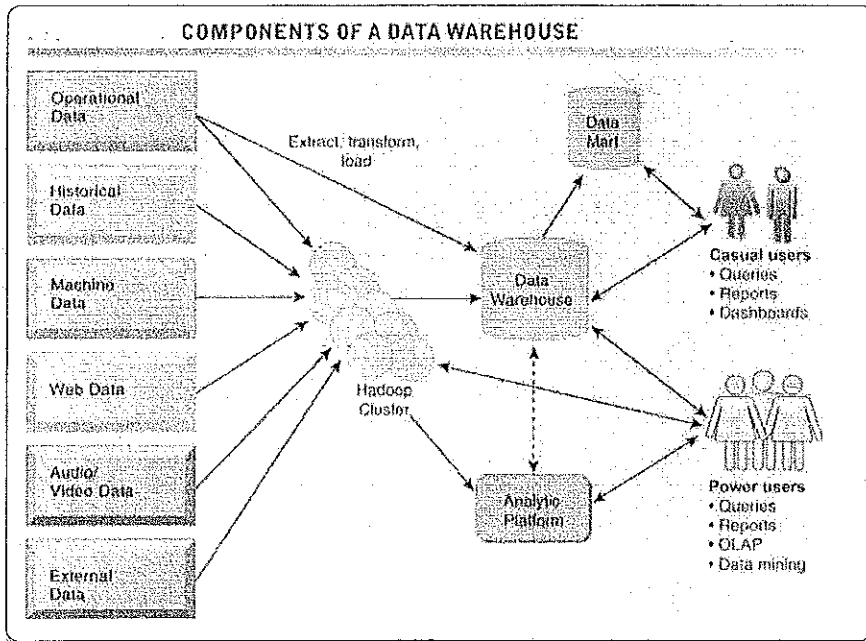 COMPONENTS OF A DATA WAREHOUSE
Operational
Data
Historical
Data
Machine
Data
Web Data
Audio/
Video Data
External
Data
Extract, transform,
load
Hadoop
Cluster
Data
Warehouse
Data
Mart
Analytic
Platform
Casual users
• Queries
• Reports
• Dashboards
Power users
• Queries
• Reports
• OLAP
• Data mining